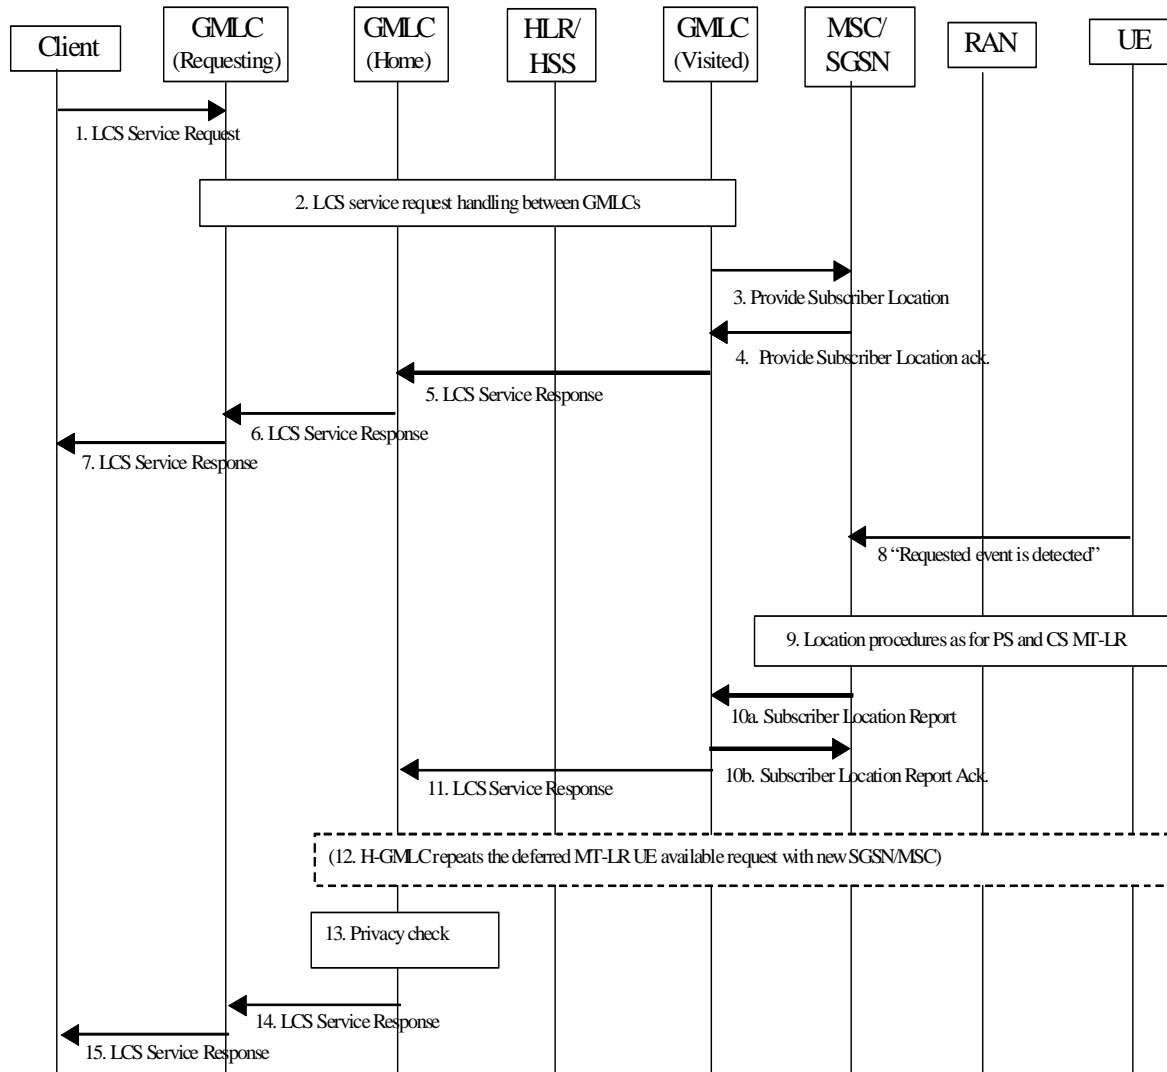 Client
GMLC
(Requesting)
GMLC
(Home)
HLR/
HSS
GMLC
(Visited)
MSC/
SGSN
RAN
UE
1. LCS Service Request
2. LCS service request handling between GMLCs
3. Provide Subscriber Location
4. Provide Subscriber Location ack.
5. LCS Service Response
6. LCS Service Response
7. LCS Service Response
8 “Requested event is detected”
9. Location procedures as for PS and CS MT-LR
10a. Subscriber Location Report
10b. Subscriber Location Report Ack.
11. LCS Service Response
(12. H-GMLC repeats the deferred MT-LR UE available request with new SGSN/MSC)
13. Privacy check
14. LCS Service Response
15. LCS Service Response